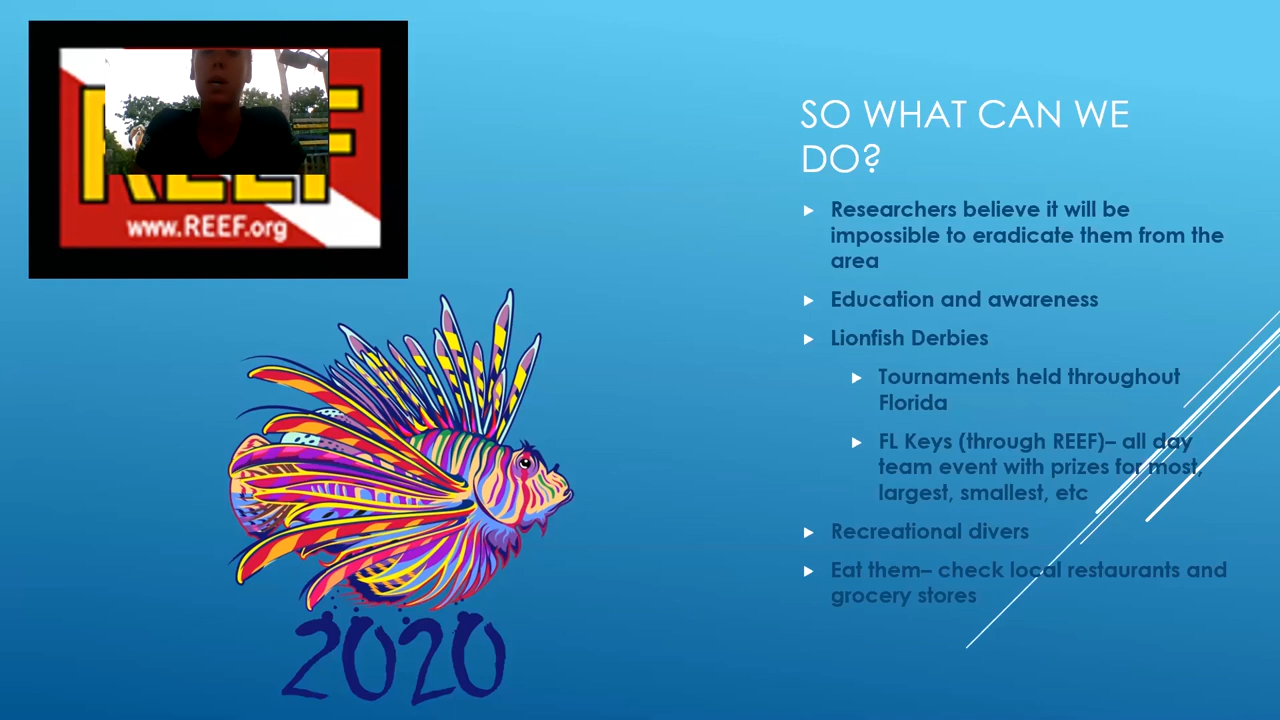 REEF
www.REEF.org
SO WHAT CAN WE
DO?
Researchers believe it will be
impossible to eradicate them from the
area
Education and awareness
Lionfish Derbies
Tournaments held throughout
Florida
FL Keys (through REEF)– all day
team event with prizes for most,
largest, smallest, etc
Recreational divers
Eat them– check local restaurants and
grocery stores
2020